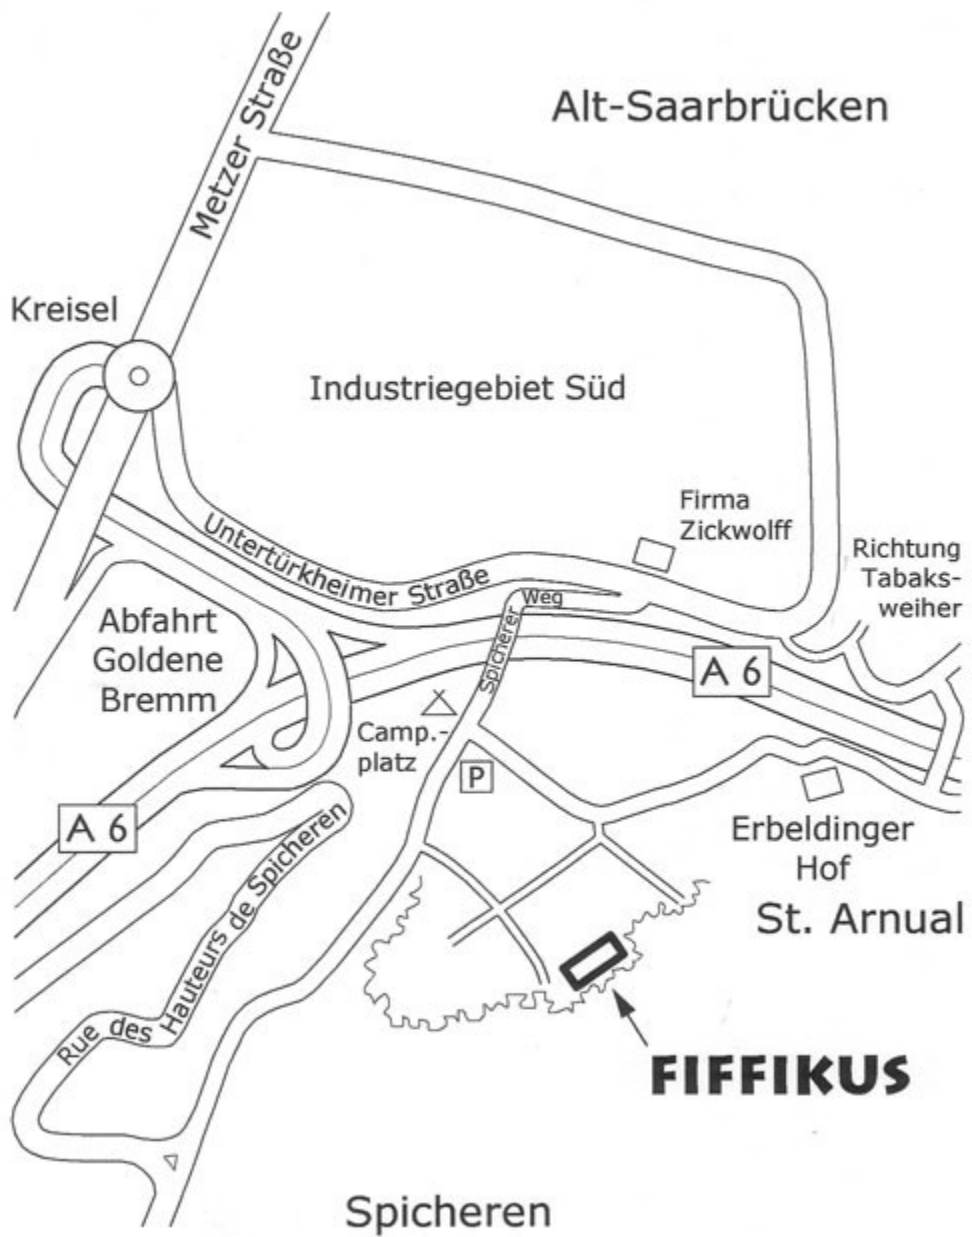 Alt-Saarbrücken
Metzer Straße
Kreisel
Industriegebiet Süd
Firma
Zickwolff
Richtung
Tabaks-
weiher
Untertürkheimer Straße
Weg
Spicherer
Abfahrt
Goldene
Bremm
A 6
Camp.-
platz
P
A 6
Erbeldinger
Hof
St. Arnual
Rue des Hauteurs de Spicheren
FIFFIKUS
Spicheren